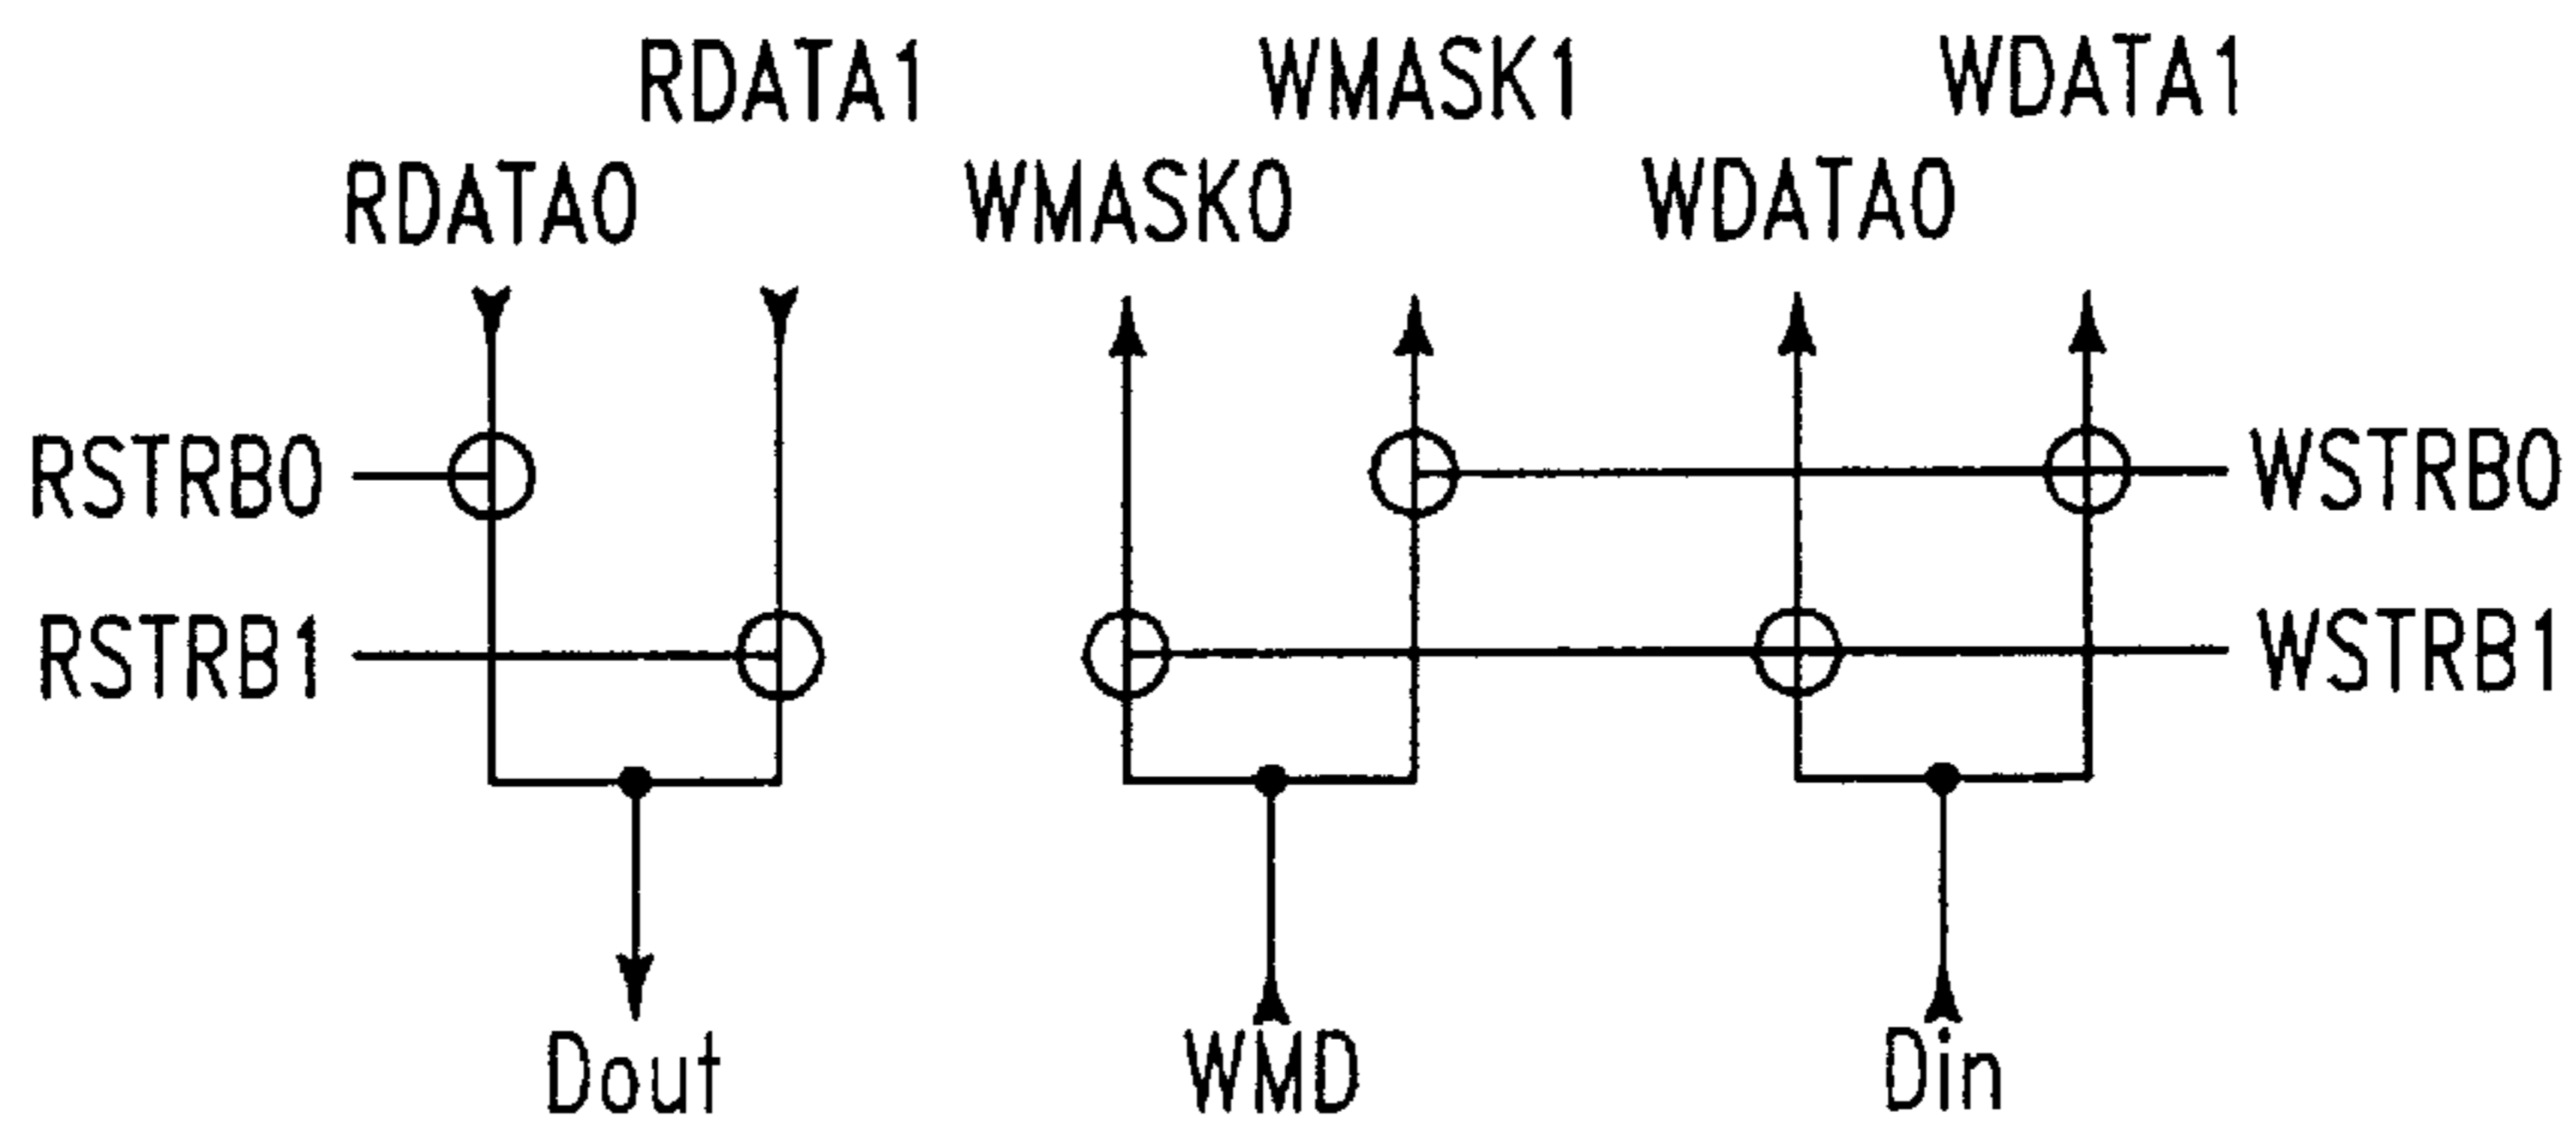 RDATA1 WMASK1 WDATA1
RDATA0 WMASK0 WDATA0
RSTRB0 WSTRB0
RSTRB1 WSTRB1
Dout WMD Din